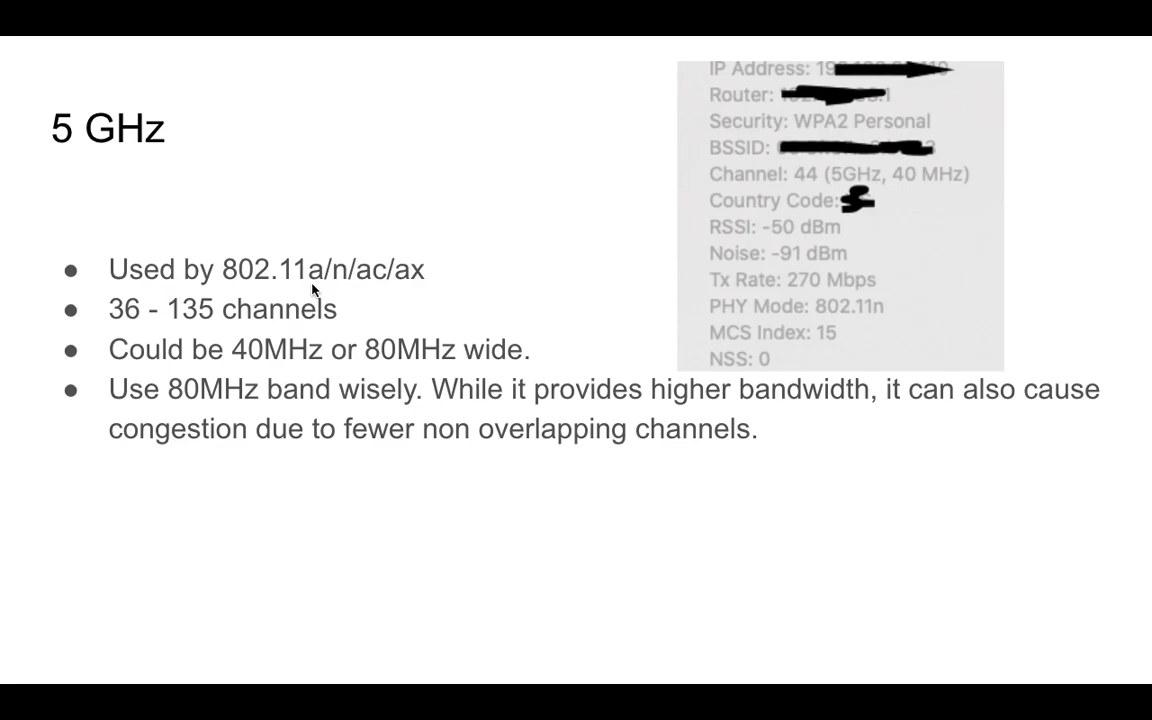 5 GHz
IP Address: 19
Router:
Security: WPA2 Personal
BSSID:
Channel: 44 (5GHz, 40 MHz)
Country Code:
RSSI: -50 dBm
Noise: -91 dBm
Tx Rate: 270 Mbps
PHY Mode: 802.11n
MCS Index: 15
NSS: 0
● Used by 802.11a/n/ac/ax
● 36 - 135 channels
● Could be 40MHz or 80MHz wide.
● Use 80MHz band wisely. While it provides higher bandwidth, it can also cause
congestion due to fewer non overlapping channels.